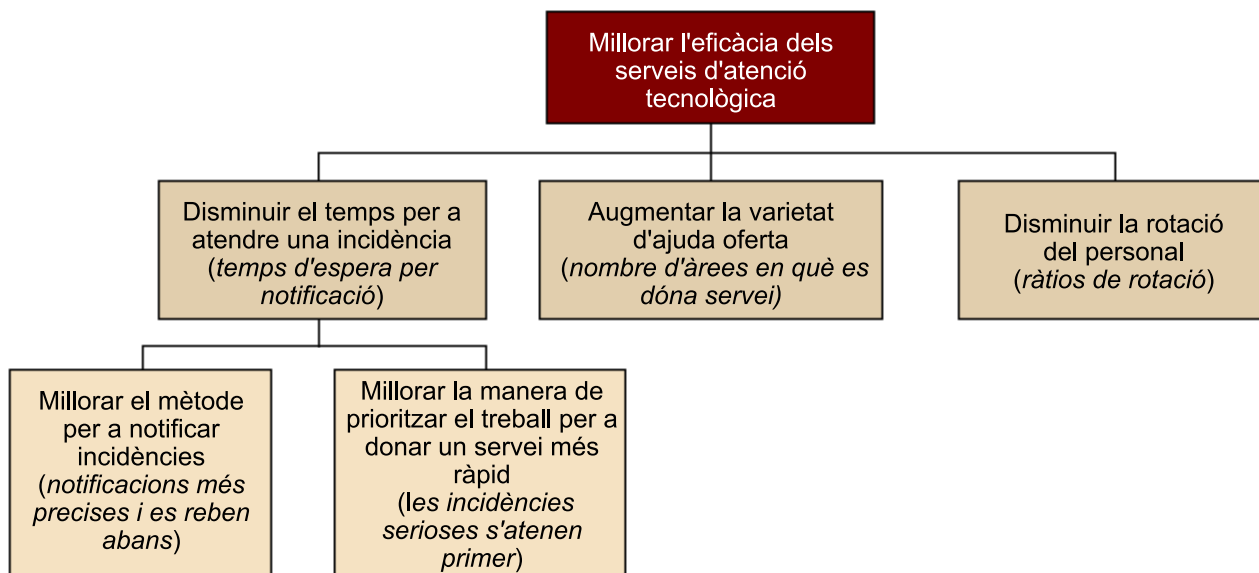 Millorar l'eficàcia dels
serveis d'atenció
tecnològica
Disminuir el temps per a
atendre una incidència
(temps d'espera per
notificació)
Augmentar la varietat
d'ajuda oferta
(nombre d'àrees en què es
dóna servei)
Disminuir la rotació
del personal
(ràtios de rotació)
Millorar el mètode
per a notificar
incidències
(notificacions més
precises i es reben
abans)
Millorar la manera de
prioritzar el treball per a
donar un servei més
ràpid
(les incidències
serioses s'atenen
primer)